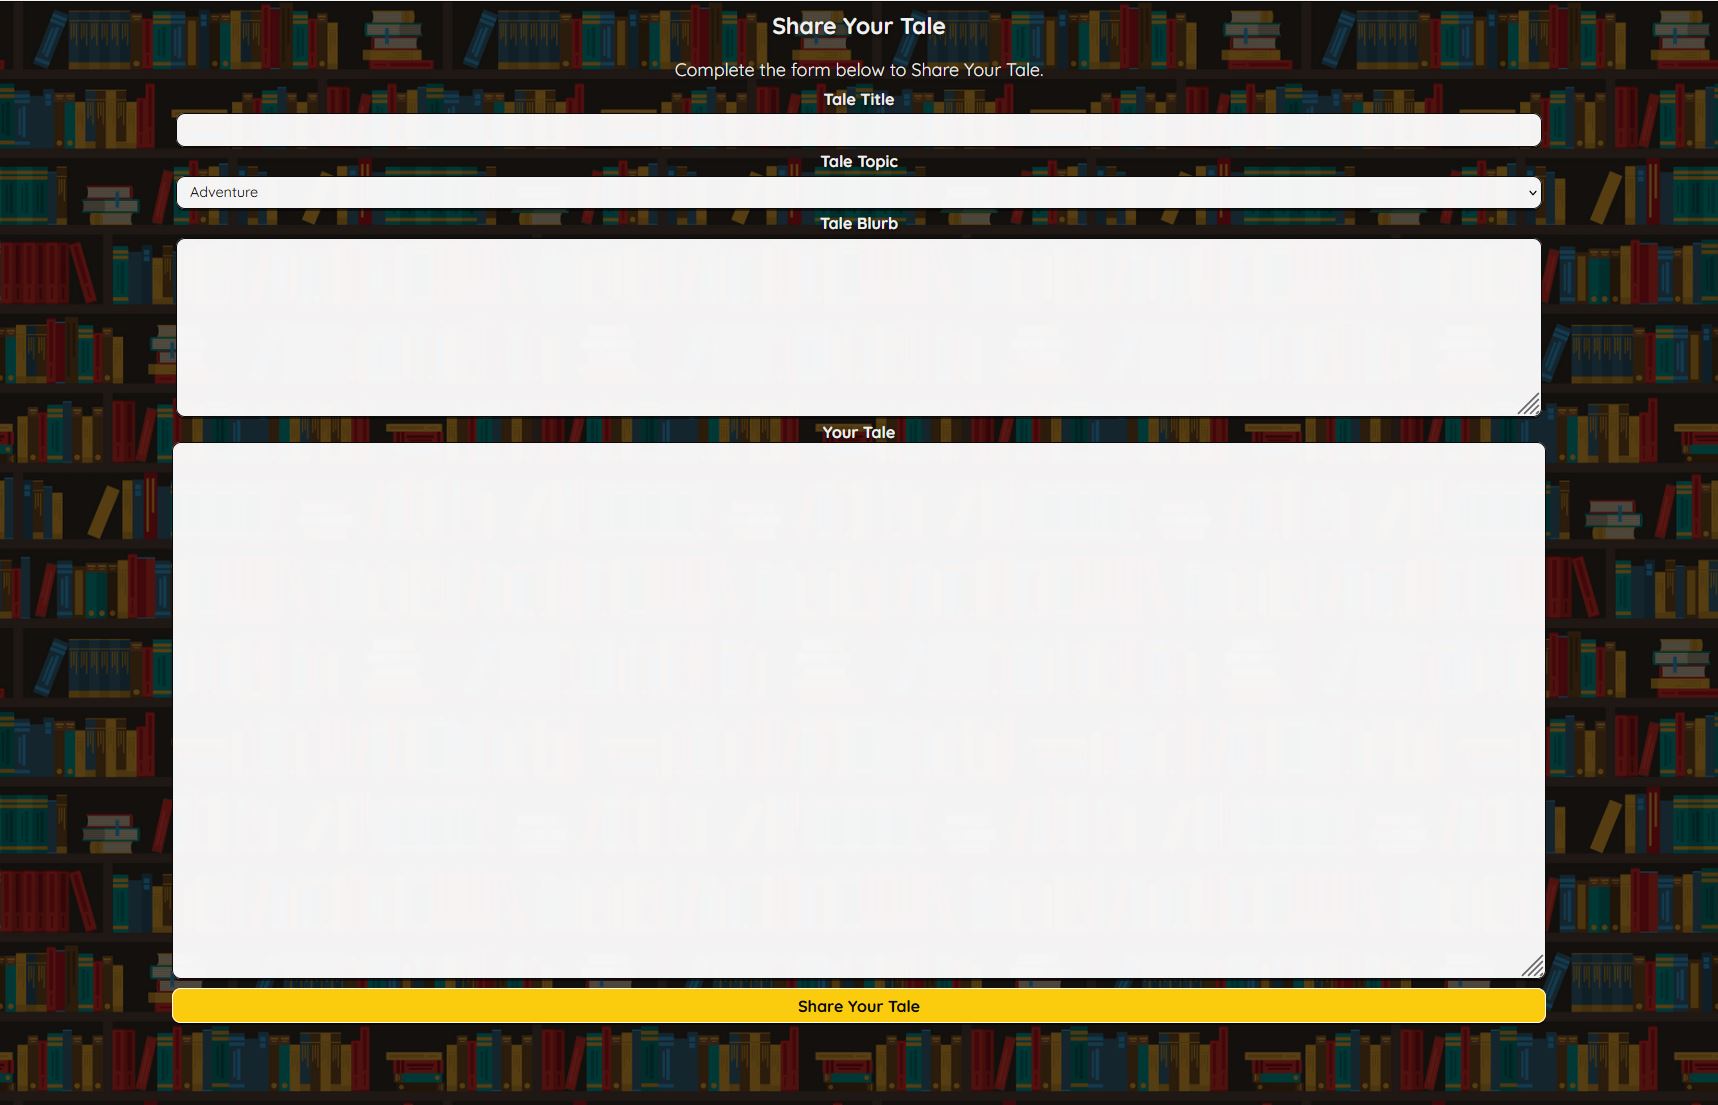 Share Your Tale
Complete the form below to Share Your Tale.
Tale Title
Tale Topic
Adventure
Tale Blurb
Your Tale
Share Your Tale